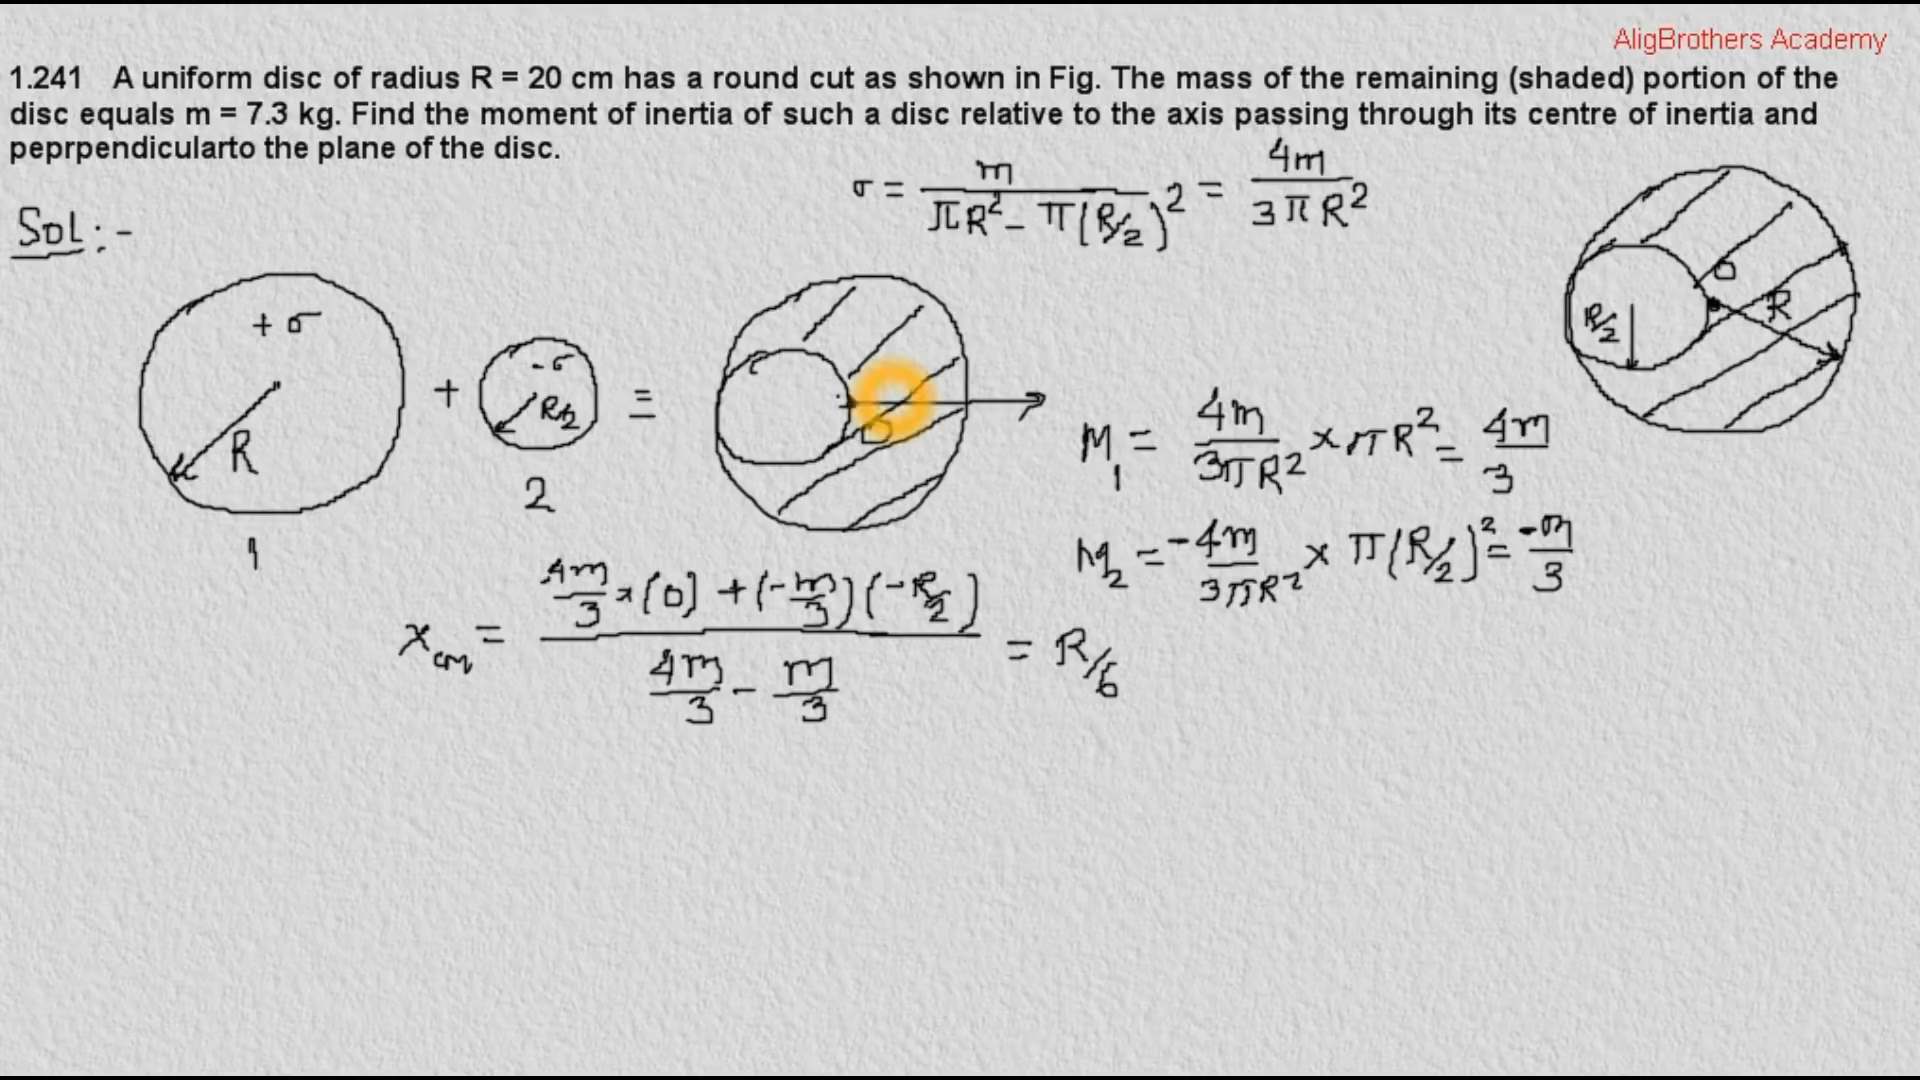 AligBrothers Academy
1.241 A uniform disc of radius R = 20 cm has a round cut as shown in Fig. The mass of the remaining (shaded) portion of the
disc equals m = 7.3 kg. Find the moment of inertia of such a disc relative to the axis passing through its centre of inertia and
peprpendicularto the plane of the disc.
σ = m / (πR² - π(R/2)²) = 4m / 3πR²
Sol :-
+σ
R
1
+
-σ
R/2
2
=
O
O
R
R/2
M₁ = 4m/3πR² × πR² = 4m/3
M₂ = -4m/3πR² × π(R/2)² = -m/3
x_cm = (4m/3 × (0) + (-m/3)(-R/2)) / (4m/3 - m/3) = R/6